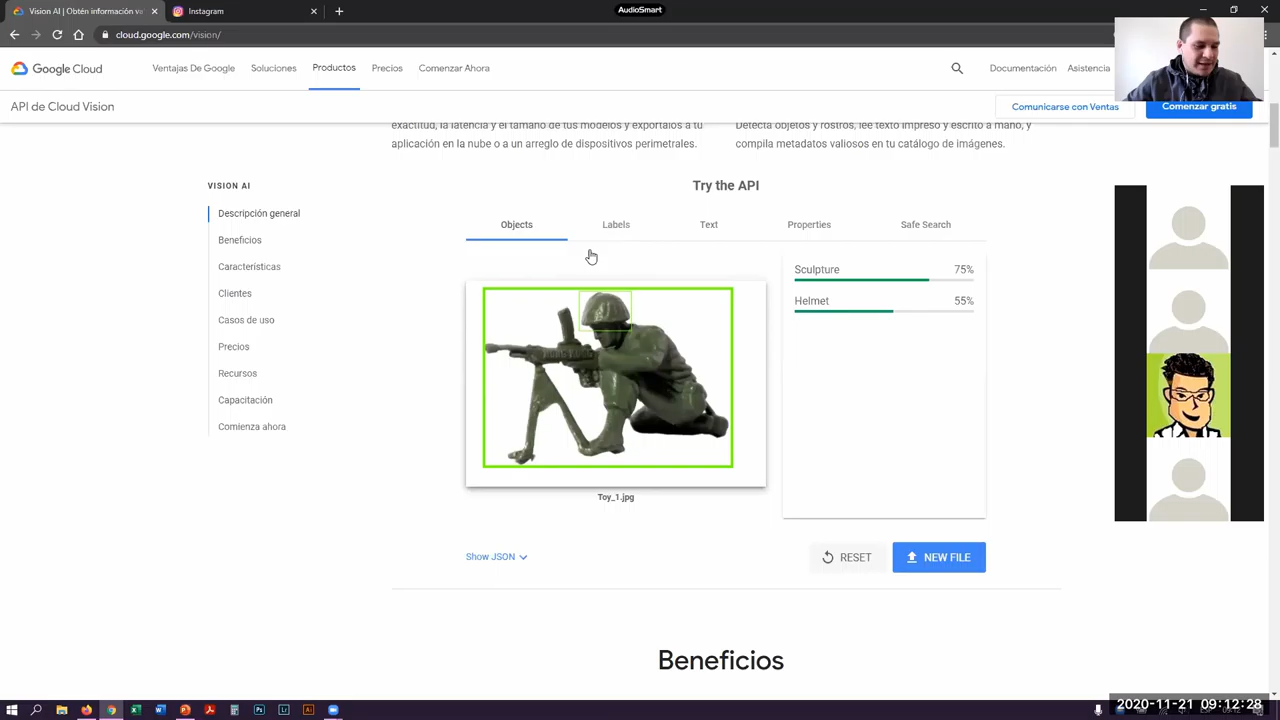 AudioSmart
API de Cloud Vision | Información
Instagram
cloud.google.com/vision/
Google Cloud
Ventajas De Google
Soluciones
Productos
Precios
Comenzar Ahora
Documentación
Asistencia
API de Cloud Vision
Comunicarse con Ventas
Comenzar gratis
exactitud, la latencia y el tamaño de tus modelos y expórtalos a tu
aplicación en la nube o a un arreglo de dispositivos perimetrales.
Detecta objetos y rostros, lee texto impreso y escrito a mano, y
compila metadatos valiosos en tu catálogo de imágenes.
VISION AI
Descripción general
Beneficios
Características
Clientes
Casos de uso
Precios
Recursos
Capacitación
Comienza ahora
Try the API
Objects
Labels
Text
Properties
Safe Search
Sculpture 75%
Helmet 55%
Toy_1.jpg
Show JSON
RESET
NEW FILE
Beneficios
2020-11-21 09:12:28